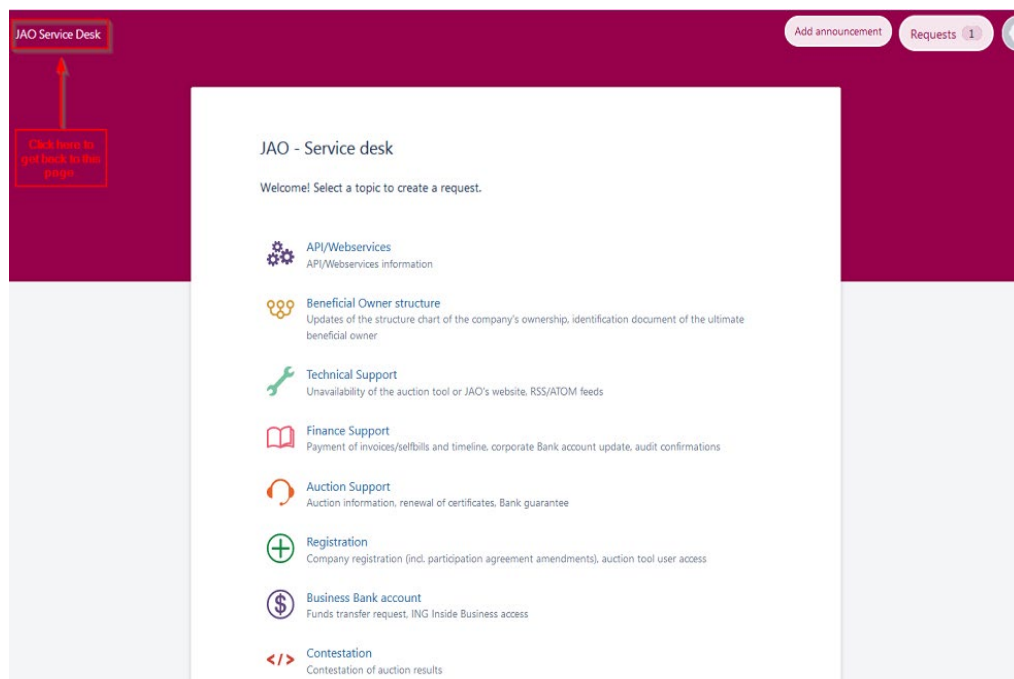 JAO Service Desk
Add announcement
Requests 1
Click here to
get back to this
page
JAO - Service desk
Welcome! Select a topic to create a request.
API/Webservices
API/Webservices information
Beneficial Owner structure
Updates of the structure chart of the company's ownership, identification document of the ultimate
beneficial owner
Technical Support
Unavailability of the auction tool or JAO's website, RSS/ATOM feeds
Finance Support
Payment of invoices/selfbills and timeline, corporate Bank account update, audit confirmations
Auction Support
Auction information, renewal of certificates, Bank guarantee
Registration
Company registration (incl. participation agreement amendments), auction tool user access
Business Bank account
Funds transfer request, ING Inside Business access
Contestation
Contestation of auction results